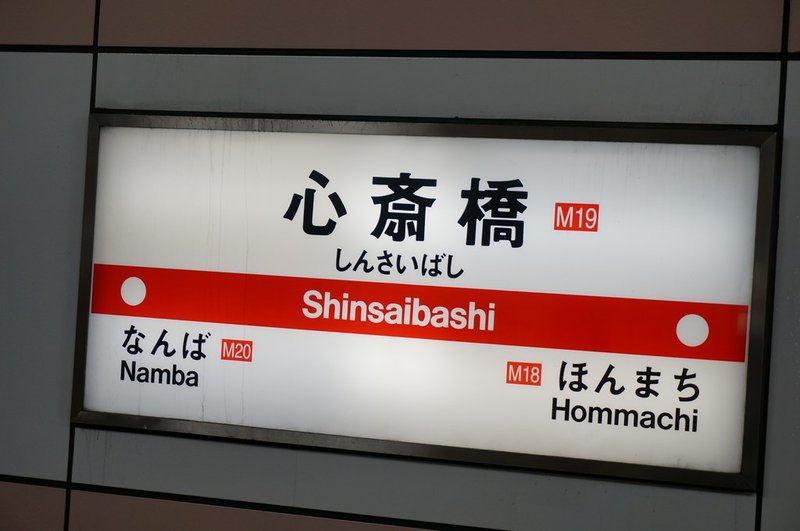 心斎橋 M19
しんさいばし
Shinsaibashi
なんば M20
Namba
M18 ほんまち
Hommachi